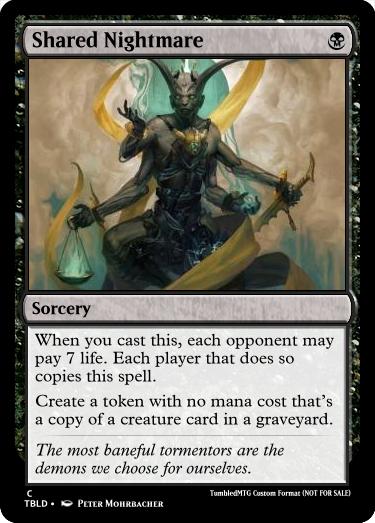 Shared Nightmare
Sorcery
When you cast this, each opponent may
pay 7 life. Each player that does so
copies this spell.
Create a token with no mana cost that's
a copy of a creature card in a graveyard.
The most baneful tormentors are the
demons we choose for ourselves.
C
TBLD • Peter Mohrbacher
TumbledMTG Custom Format (NOT FOR SALE)